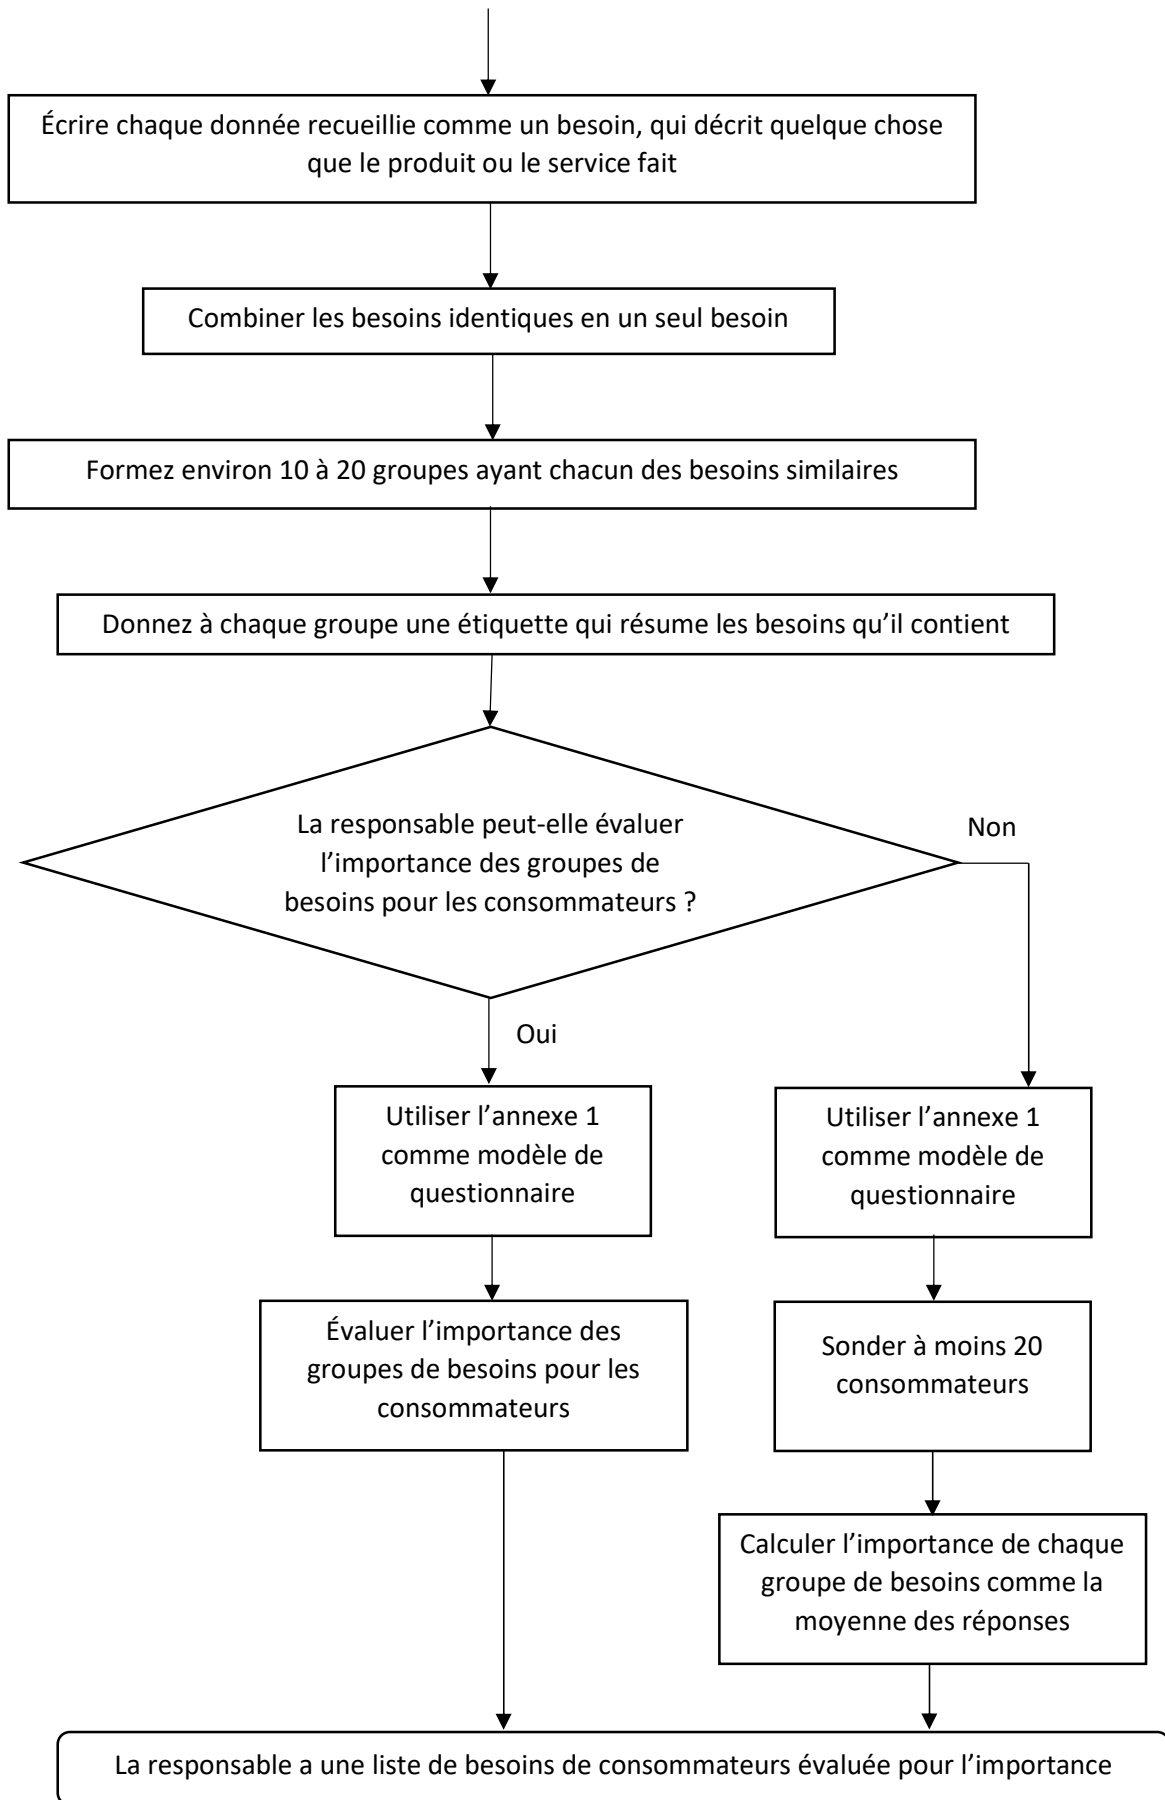 Écrire chaque donnée recueillie comme un besoin, qui décrit quelque chose
que le produit ou le service fait
Combiner les besoins identiques en un seul besoin
Formez environ 10 à 20 groupes ayant chacun des besoins similaires
Donnez à chaque groupe une étiquette qui résume les besoins qu’il contient
La responsable peut-elle évaluer
l’importance des groupes de
besoins pour les consommateurs ?
Non
Oui
Utiliser l’annexe 1
comme modèle de
questionnaire
Utiliser l’annexe 1
comme modèle de
questionnaire
Évaluer l’importance des
groupes de besoins pour les
consommateurs
Sonder à moins 20
consommateurs
Calculer l’importance de chaque
groupe de besoins comme la
moyenne des réponses
La responsable a une liste de besoins de consommateurs évaluée pour l’importance